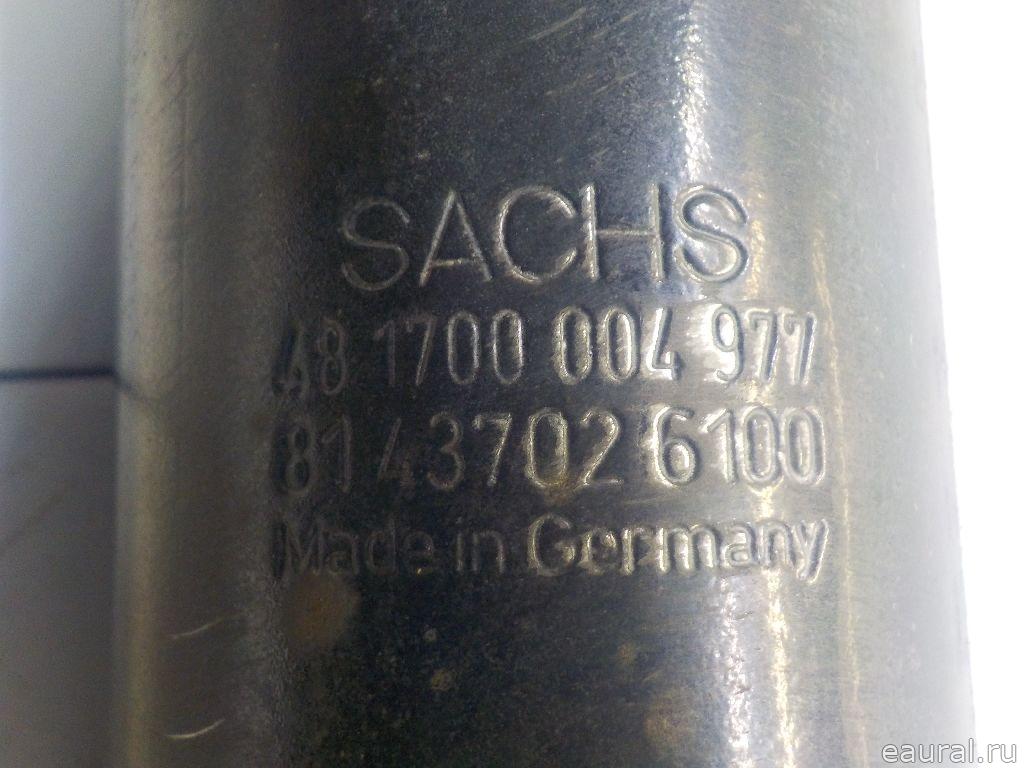 SACHS
48 1700 004 977
81 43702 6100
Made in Germany
eaural.ru